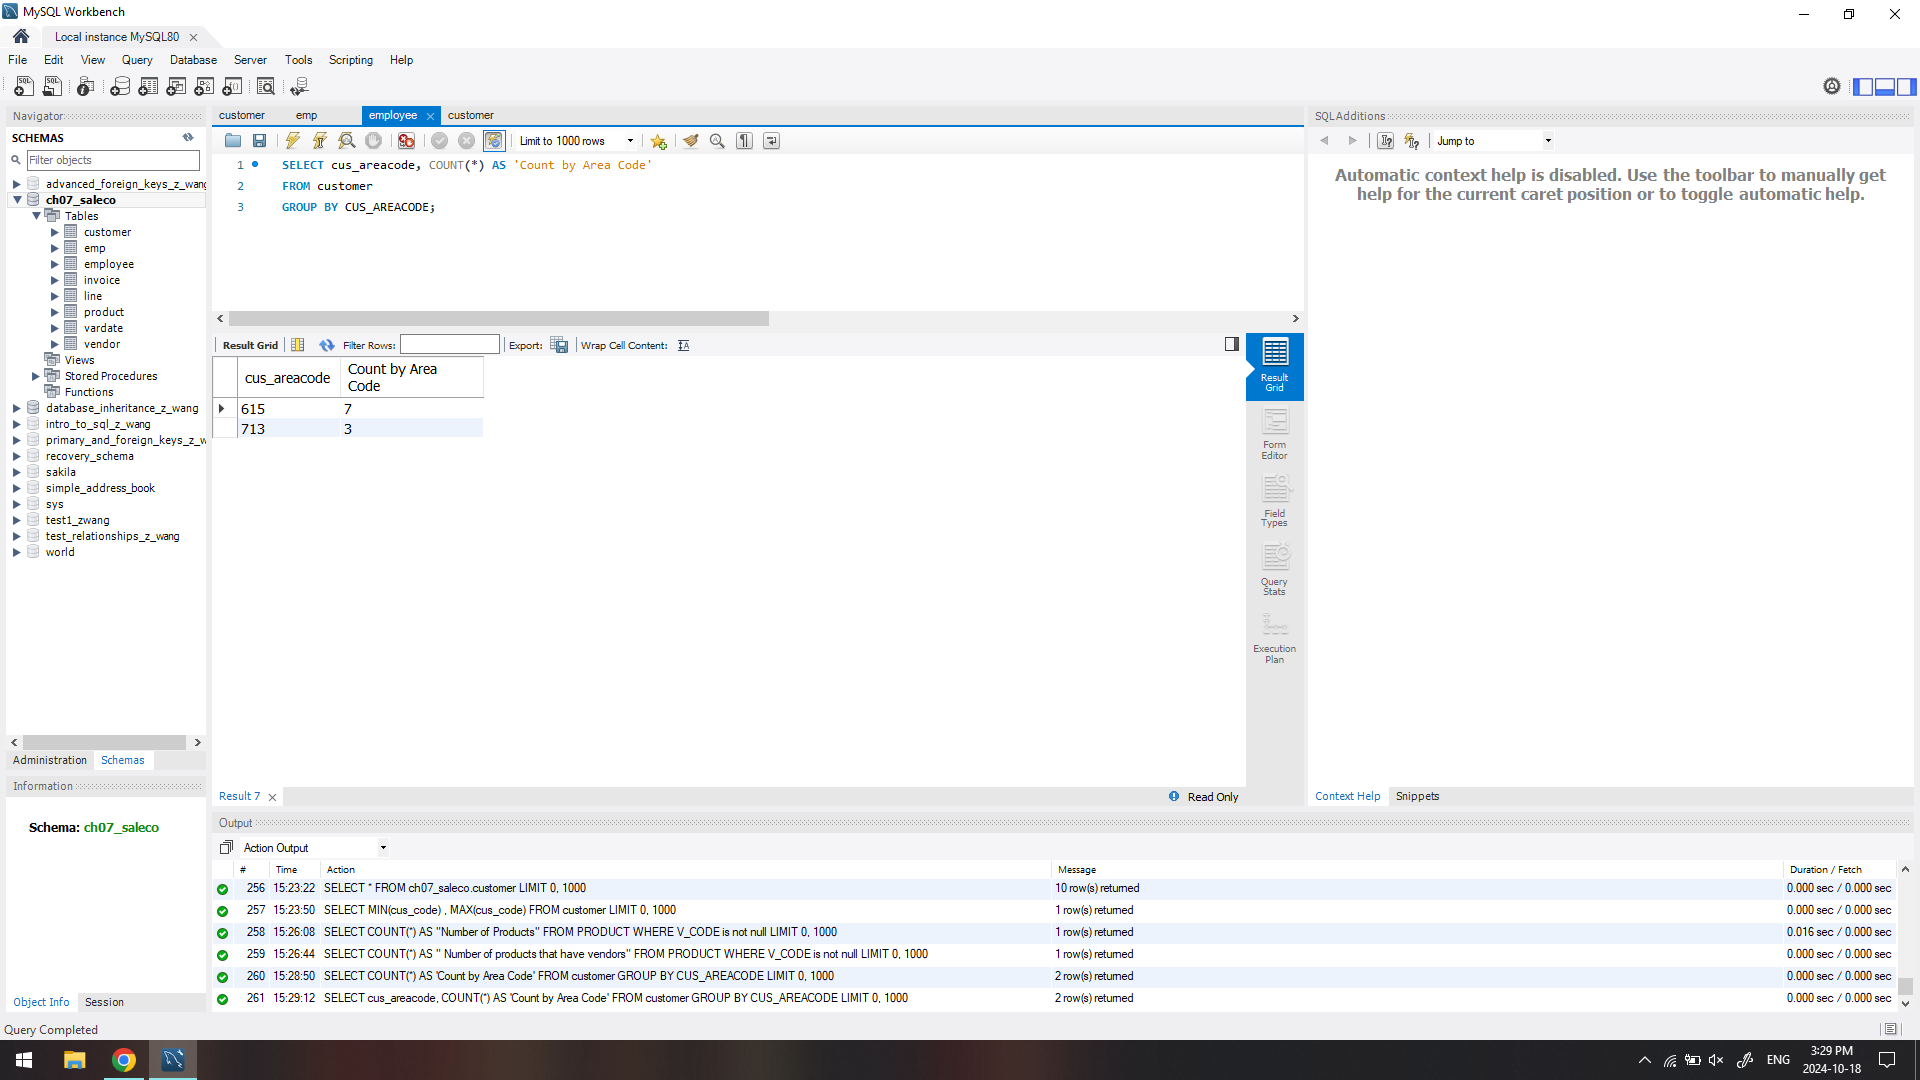 MySQL Workbench
Local instance MySQL80
File Edit View Query Database Server Tools Scripting Help
Navigator
SCHEMAS
Filter objects
advanced_foreign_keys_z_wang
ch07_saleco
Tables
customer
emp
employee
invoice
line
product
vardate
vendor
Views
Stored Procedures
Functions
database_inheritance_z_wang
intro_to_sql_z_wang
primary_and_foreign_keys_z_w
recovery_schema
sakila
simple_address_book
sys
test1_zwang
test_relationships_z_wang
world
Administration Schemas
Information
Schema: ch07_saleco
Object Info Session
customer emp employee customer
Limit to 1000 rows
1 SELECT cus_areacode, COUNT(*) AS 'Count by Area Code'
2 FROM customer
3 GROUP BY CUS_AREACODE;
Result Grid Filter Rows: Export: Wrap Cell Content:
cus_areacode Count by Area Code
615 7
713 3
Result Grid
Form Editor
Field Types
Query Stats
Execution Plan
Result 7 Read Only
SQLAdditions
Jump to
Automatic context help is disabled. Use the toolbar to manually get
help for the current caret position or to toggle automatic help.
Context Help Snippets
Output
Action Output
# Time Action Message Duration / Fetch
256 15:23:22 SELECT * FROM ch07_saleco.customer LIMIT 0, 1000 10 row(s) returned 0.000 sec / 0.000 sec
257 15:23:50 SELECT MIN(cus_code) , MAX(cus_code) FROM customer LIMIT 0, 1000 1 row(s) returned 0.000 sec / 0.000 sec
258 15:26:08 SELECT COUNT(*) AS "Number of Products" FROM PRODUCT WHERE V_CODE is not null LIMIT 0, 1000 1 row(s) returned 0.016 sec / 0.000 sec
259 15:26:44 SELECT COUNT(*) AS " Number of products that have vendors" FROM PRODUCT WHERE V_CODE is not null LIMIT 0, 1000 1 row(s) returned 0.000 sec / 0.000 sec
260 15:28:50 SELECT COUNT(*) AS 'Count by Area Code' FROM customer GROUP BY CUS_AREACODE LIMIT 0, 1000 2 row(s) returned 0.000 sec / 0.000 sec
261 15:29:12 SELECT cus_areacode, COUNT(*) AS 'Count by Area Code' FROM customer GROUP BY CUS_AREACODE LIMIT 0, 1000 2 row(s) returned 0.000 sec / 0.000 sec
Query Completed
ENG
3:29 PM
2024-10-18